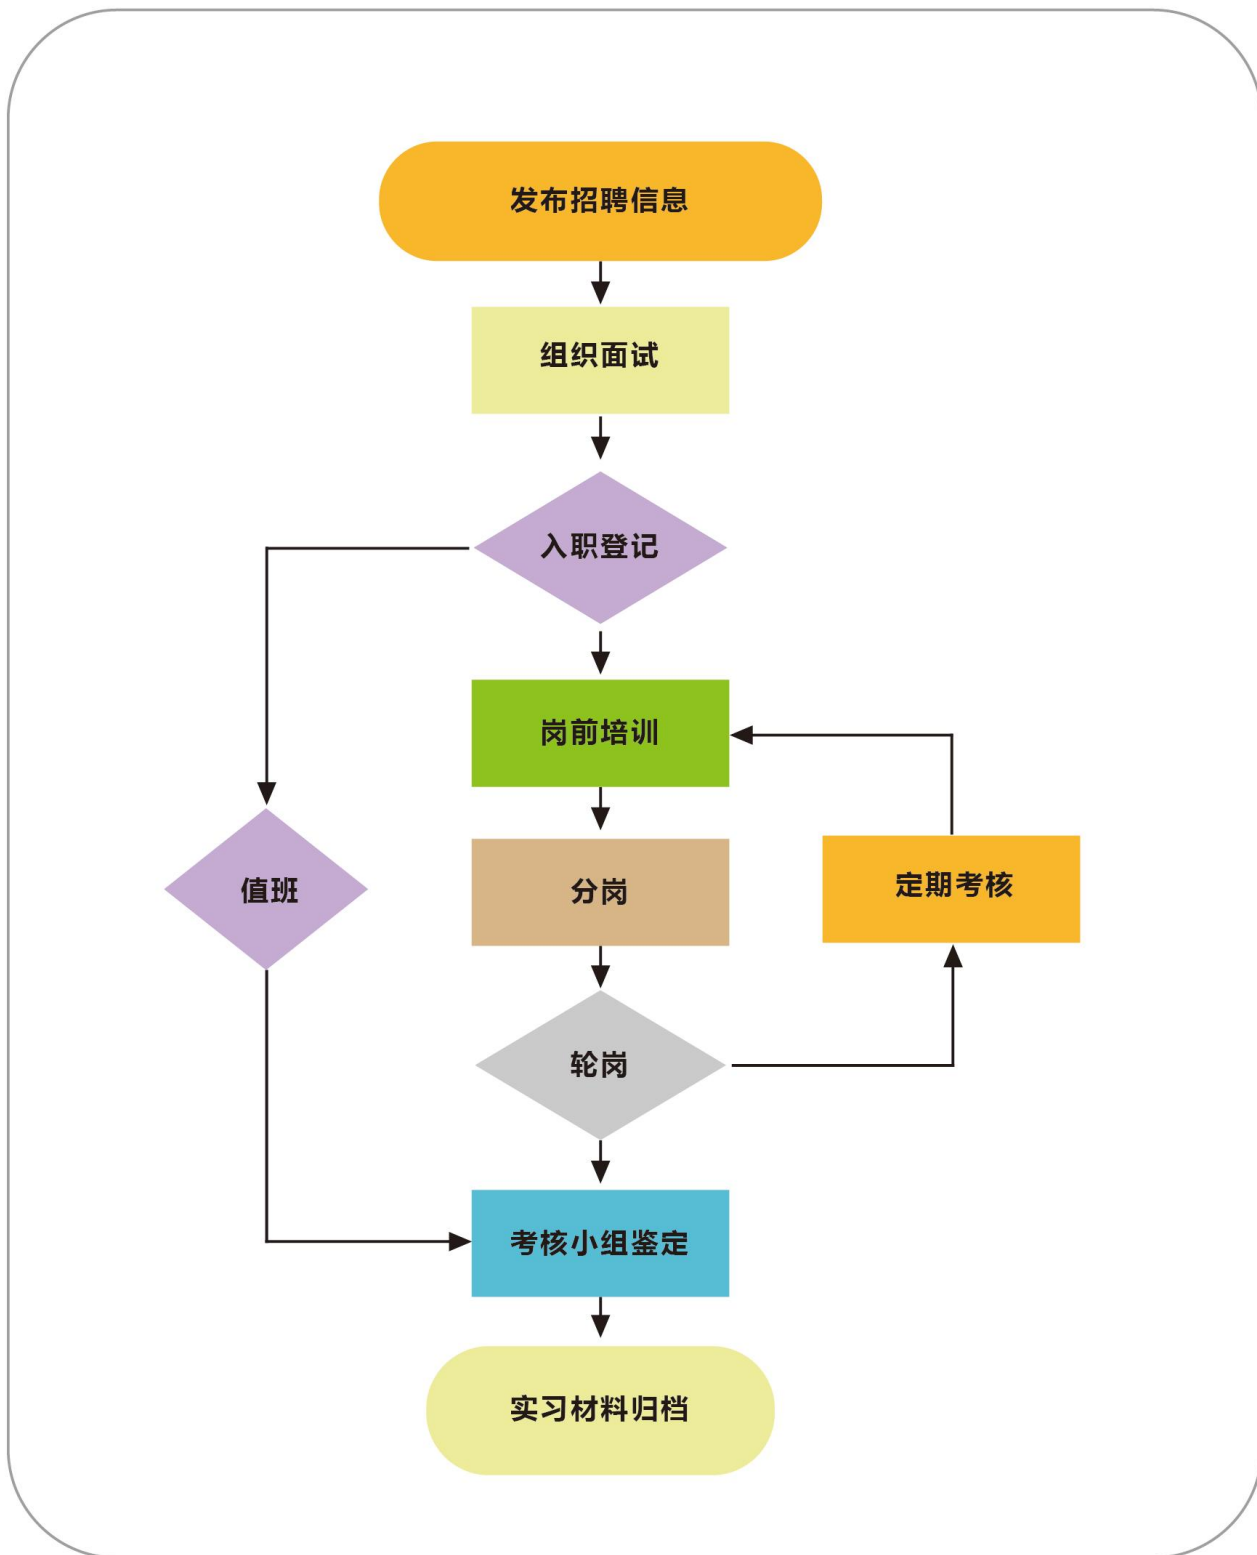 发布招聘信息
组织面试
入职登记
岗前培训
值班
分岗
定期考核
轮岗
考核小组鉴定
实习材料归档